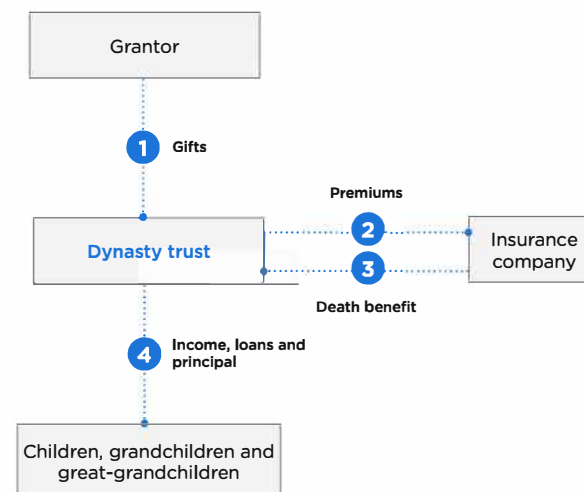 Grantor
1 Gifts
Premiums
2
Dynasty trust
Insurance
company
3
Death benefit
4
Income, loans and
principal
Children, grandchildren and
great-grandchildren